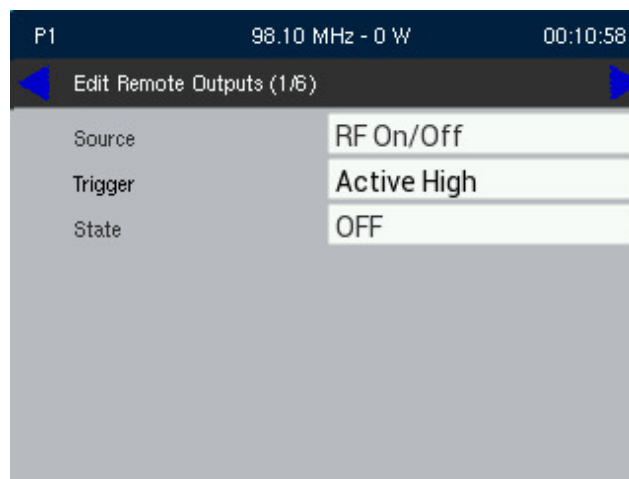 P1 98.10 MHz - 0 W 00:10:58
Edit Remote Outputs (1/6)
Source RF On/Off
Trigger Active High
State OFF